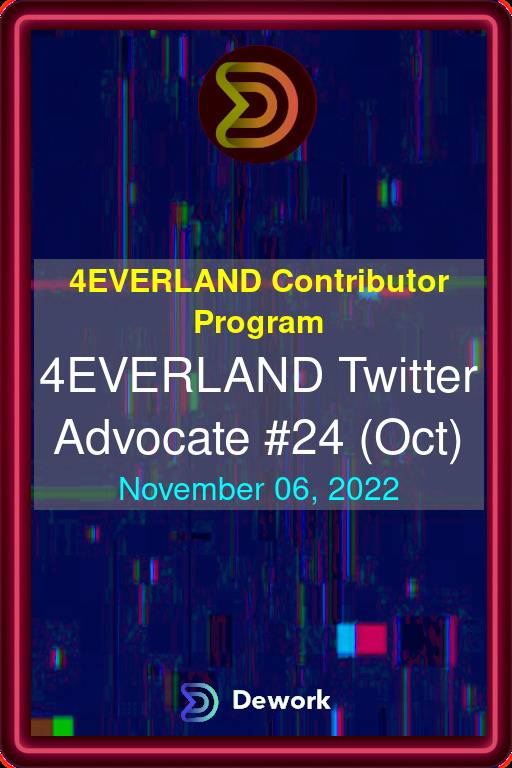 4EVERLAND Contributor
Program
4EVERLAND Twitter
Advocate #24 (Oct)
November 06, 2022
Dework